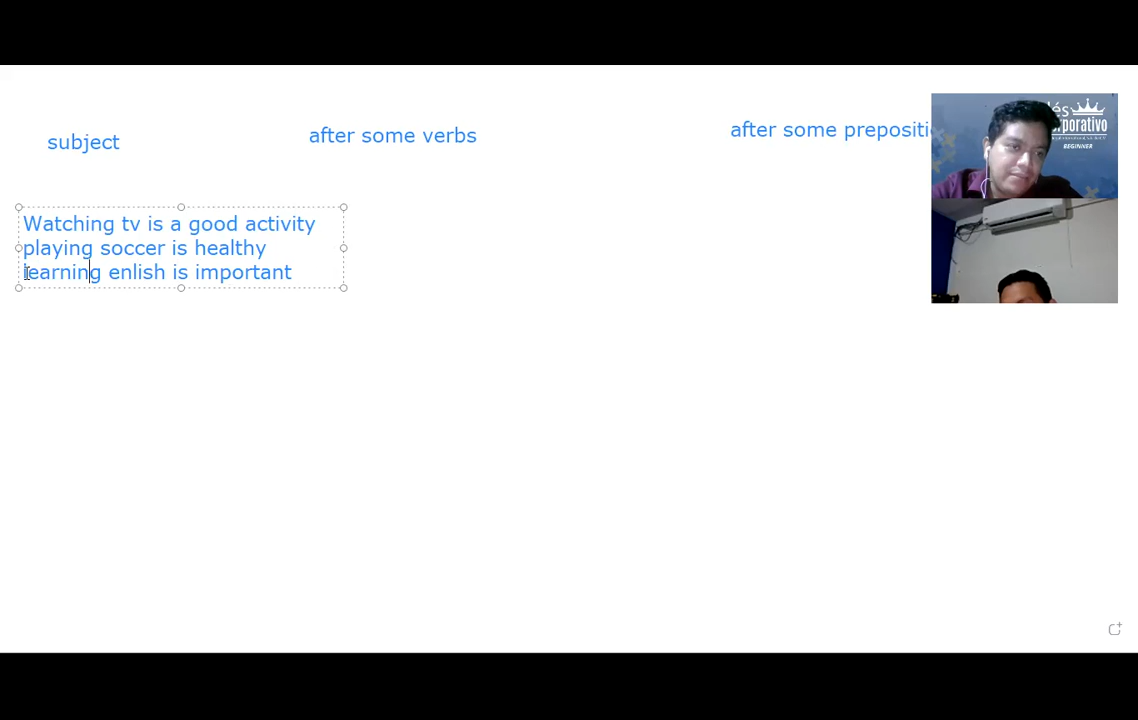 subject
after some verbs
after some
Watching tv is a good activity
playing soccer is healthy
learning enlish is important
BEGINNER